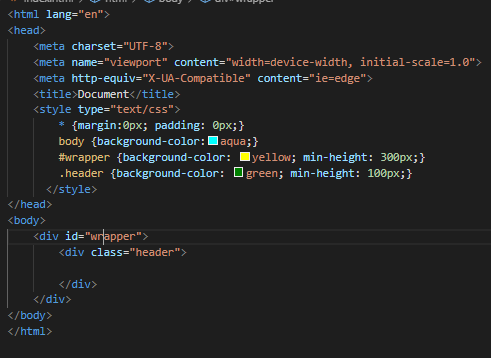 <html lang="en">
<head>
<meta charset="UTF-8">
<meta name="viewport" content="width=device-width, initial-scale=1.0">
<meta http-equiv="X-UA-Compatible" content="ie=edge">
<title>Document</title>
<style type="text/css">
* {margin:0px; padding: 0px;}
body {background-color:aqua;}
#wrapper {background-color: yellow; min-height: 300px;}
.header {background-color: green; min-height: 100px;}
</style>
</head>
<body>
<div id="wrapper">
<div class="header">
</div>
</div>
</body>
</html>